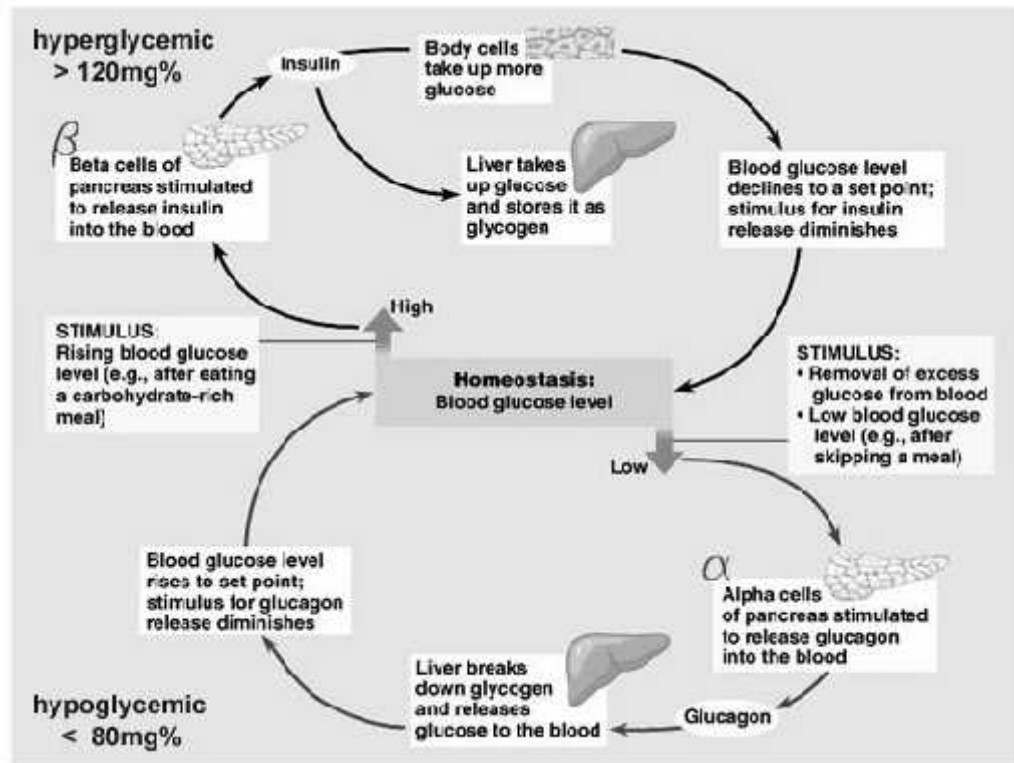 hyperglycemic
> 120mg%
Insulin
Body cells
take up more
glucose
β
Beta cells of
pancreas stimulated
to release insulin
into the blood
Liver takes
up glucose
and stores it as
glycogen
Blood glucose level
declines to a set point;
stimulus for insulin
release diminishes
High
STIMULUS:
Rising blood glucose
level (e.g., after eating
a carbohydrate-rich
meal)
Homeostasis:
Blood glucose level
STIMULUS:
• Removal of excess
glucose from blood
• Low blood glucose
level (e.g., after
skipping a meal)
Low
Blood glucose level
rises to set point;
stimulus for glucagon
release diminishes
α
Alpha cells
of pancreas stimulated
to release glucagon
into the blood
Liver breaks
down glycogen
and releases
glucose to the blood
Glucagon
hypoglycemic
< 80mg%